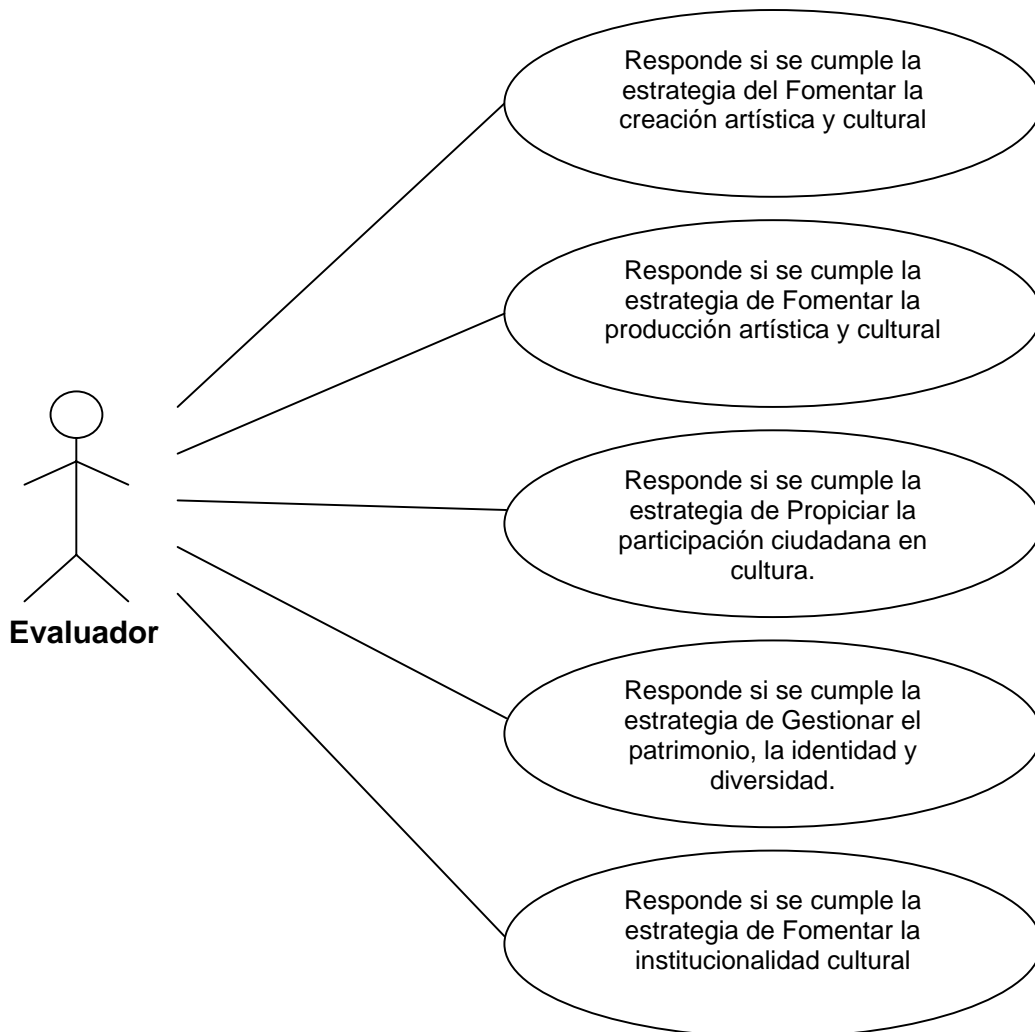 Responde si se cumple la
estrategia del Fomentar la
creación artística y cultural
Responde si se cumple la
estrategia de Fomentar la
producción artística y cultural
Responde si se cumple la
estrategia de Propiciar la
participación ciudadana en
cultura.
Evaluador
Responde si se cumple la
estrategia de Gestionar el
patrimonio, la identidad y
diversidad.
Responde si se cumple la
estrategia de Fomentar la
institucionalidad cultural